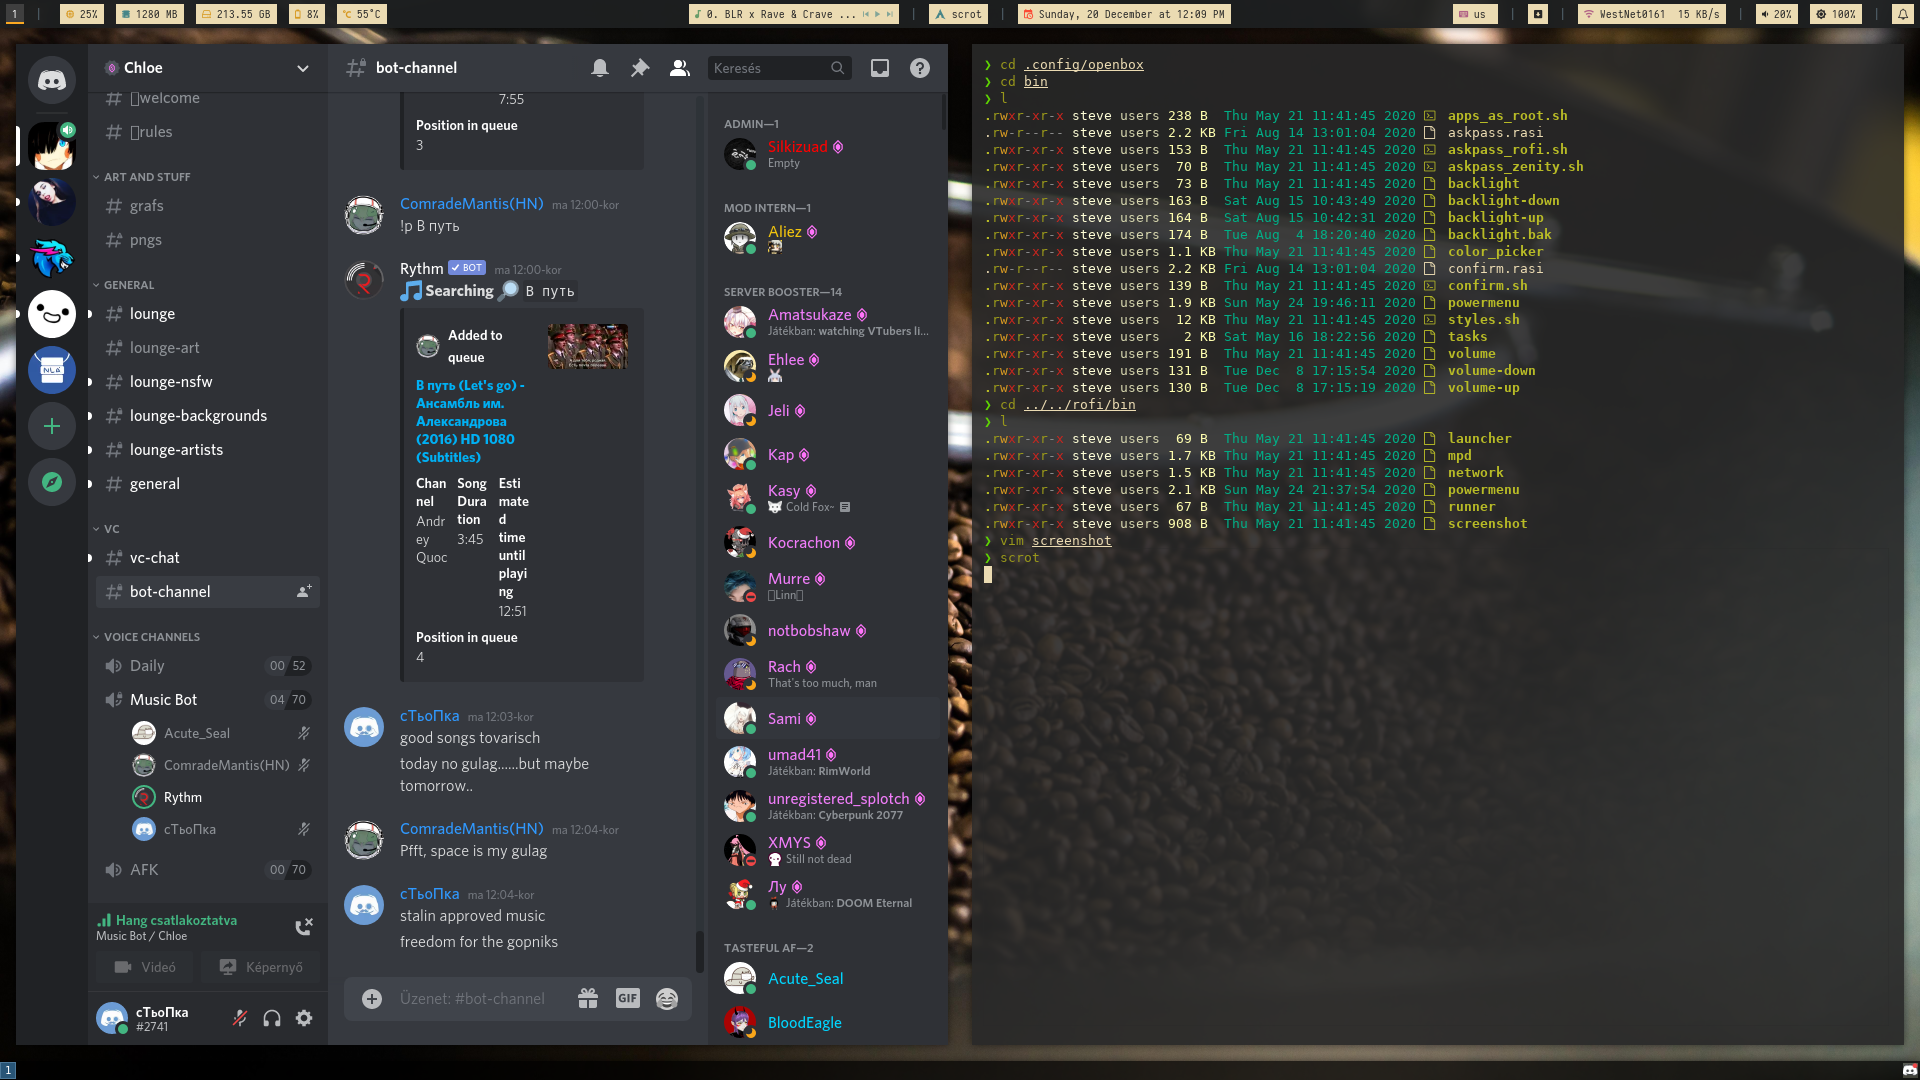 1
25%
1280 MB
213.55 GB
8%
55°C
0. BLR x Rave & Crave ...
scrot
Sunday, 20 December at 12:09 PM
us
WestNet0161 15 KB/s
20%
100%
Chloe
welcome
rules
ART AND STUFF
grafs
pngs
GENERAL
lounge
lounge-art
lounge-nsfw
lounge-backgrounds
lounge-artists
general
VC
vc-chat
bot-channel
VOICE CHANNELS
Daily 00 52
Music Bot 04 70
Acute_Seal
ComradeMantis(HN)
Rythm
сТьоПка
AFK 00 70
Hang csatlakoztatva
Music Bot / Chloe
Videó
Képernyő
сТьоПка
#2741
NLA
bot-channel
Keresés
7:55
Position in queue
3
ComradeMantis(HN) ma 12:00-kor
!p В путь
Rythm BOT ma 12:00-kor
Searching В путь
Added to
queue
В путь (Let's go) -
Ансамбль им.
Александрова
(2016) HD 1080
(Subtitles)
Chan
nel
Andr
ey
Quoc
Song
Dura
tion
3:45
Esti
mate
d
time
until
playi
ng
12:51
Position in queue
4
сТьоПка ma 12:03-kor
good songs tovarisch
today no gulag......but maybe
tomorrow..
ComradeMantis(HN) ma 12:04-kor
Pfft, space is my gulag
сТьоПка ma 12:04-kor
stalin approved music
freedom for the gopniks
Üzenet: #bot-channel
GIF
ADMIN—1
Silkizuad
Empty
MOD INTERN—1
Aliez
SERVER BOOSTER—14
Amatsukaze
Játékban: watching VTubers li...
Ehlee
Jeli
Kap
Kasy
Cold Fox~
Kocrachon
Murre
Linn
notbobshaw
Rach
That's too much, man
Sami
umad41
Játékban: RimWorld
unregistered_splotch
Játékban: Cyberpunk 2077
XMYS
Still not dead
Лу
Játékban: DOOM Eternal
TASTEFUL AF—2
Acute_Seal
BloodEagle
❯ cd .config/openbox
❯ cd bin
❯ l
.rwxr-xr-x steve users 238 B Thu May 21 11:41:45 2020 apps_as_root.sh
.rw-r--r-- steve users 2.2 KB Fri Aug 14 13:01:04 2020 askpass.rasi
.rwxr-xr-x steve users 153 B Thu May 21 11:41:45 2020 askpass_rofi.sh
.rwxr-xr-x steve users 70 B Thu May 21 11:41:45 2020 askpass_zenity.sh
.rwxr-xr-x steve users 73 B Thu May 21 11:41:45 2020 backlight
.rwxr-xr-x steve users 163 B Sat Aug 15 10:43:49 2020 backlight-down
.rwxr-xr-x steve users 164 B Sat Aug 15 10:42:31 2020 backlight-up
.rwxr-xr-x steve users 174 B Tue Aug 4 18:20:40 2020 backlight.bak
.rwxr-xr-x steve users 1.1 KB Thu May 21 11:41:45 2020 color_picker
.rw-r--r-- steve users 2.2 KB Fri Aug 14 13:01:04 2020 confirm.rasi
.rwxr-xr-x steve users 139 B Thu May 21 11:41:45 2020 confirm.sh
.rwxr-xr-x steve users 1.9 KB Sun May 24 19:46:11 2020 powermenu
.rwxr-xr-x steve users 12 KB Thu May 21 11:41:45 2020 styles.sh
.rwxr-xr-x steve users 2 KB Sat May 16 18:22:56 2020 tasks
.rwxr-xr-x steve users 191 B Thu May 21 11:41:45 2020 volume
.rwxr-xr-x steve users 131 B Tue Dec 8 17:15:54 2020 volume-down
.rwxr-xr-x steve users 130 B Tue Dec 8 17:15:19 2020 volume-up
❯ cd ../../rofi/bin
❯ l
.rwxr-xr-x steve users 69 B Thu May 21 11:41:45 2020 launcher
.rwxr-xr-x steve users 1.7 KB Thu May 21 11:41:45 2020 mpd
.rwxr-xr-x steve users 1.5 KB Thu May 21 11:41:45 2020 network
.rwxr-xr-x steve users 2.1 KB Sun May 24 21:37:54 2020 powermenu
.rwxr-xr-x steve users 67 B Thu May 21 11:41:45 2020 runner
.rwxr-xr-x steve users 908 B Thu May 21 11:41:45 2020 screenshot
❯ vim screenshot
❯ scrot
1